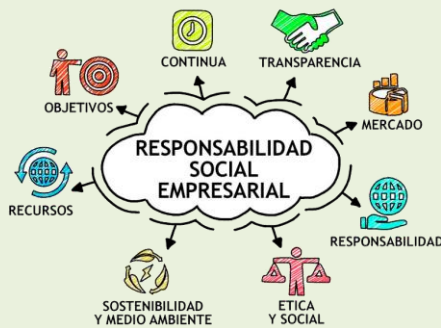 CONTINUA
TRANSPARENCIA
OBJETIVOS
MERCADO
RESPONSABILIDAD
SOCIAL
EMPRESARIAL
RECURSOS
RESPONSABILIDAD
SOSTENIBILIDAD
Y MEDIO AMBIENTE
ETICA
Y SOCIAL